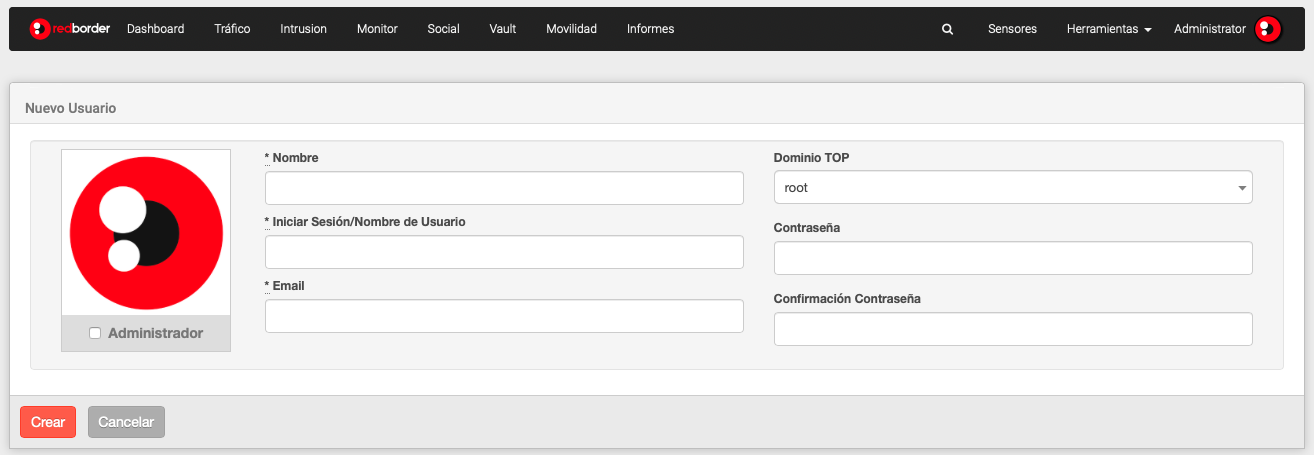 redborder Dashboard Tráfico Intrusion Monitor Social Vault Movilidad Informes Sensores Herramientas Administrator
Nuevo Usuario
* Nombre
* Iniciar Sesión/Nombre de Usuario
* Email
Administrador
Dominio TOP
root
Contraseña
Confirmación Contraseña
Crear Cancelar